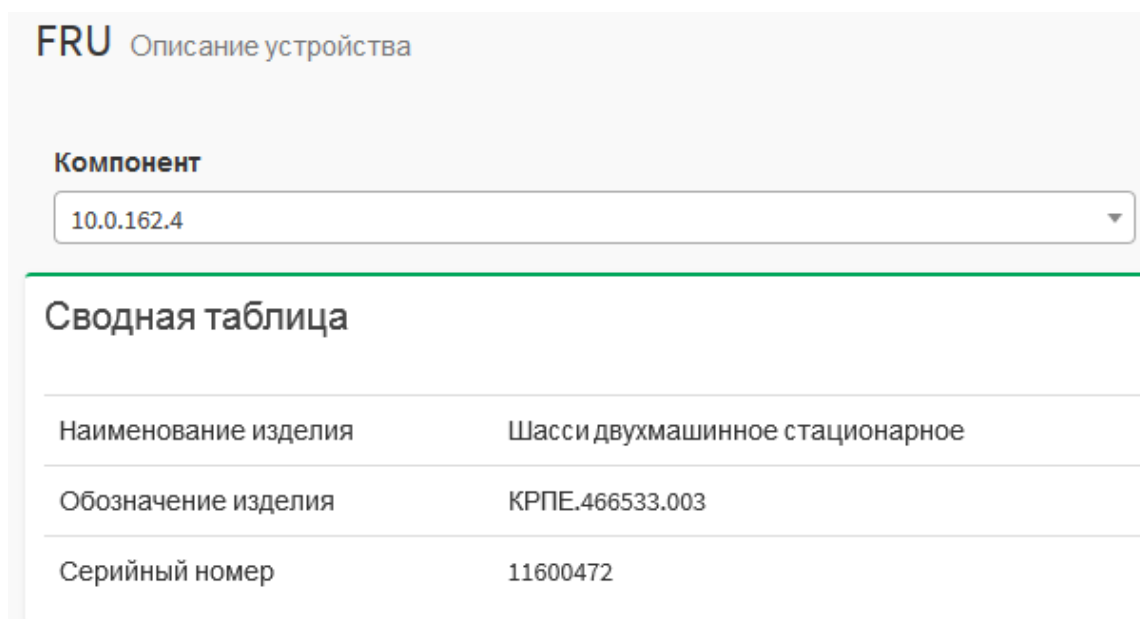 FRU Описание устройства
Компонент
10.0.162.4
Сводная таблица
Наименование изделия Шасси двухмашинное стационарное
Обозначение изделия КРПЕ.466533.003
Серийный номер 11600472